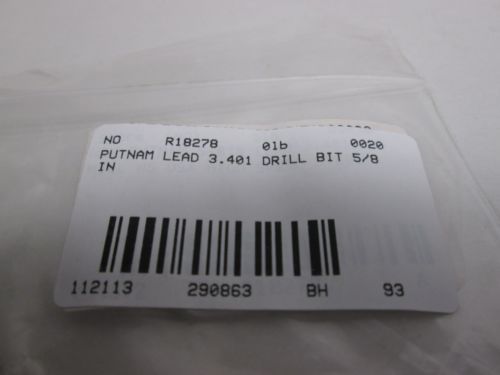 NO R18278 01b 0020
PUTNAM LEAD 3.401 DRILL BIT 5/8
IN
112113 290863 BH 93